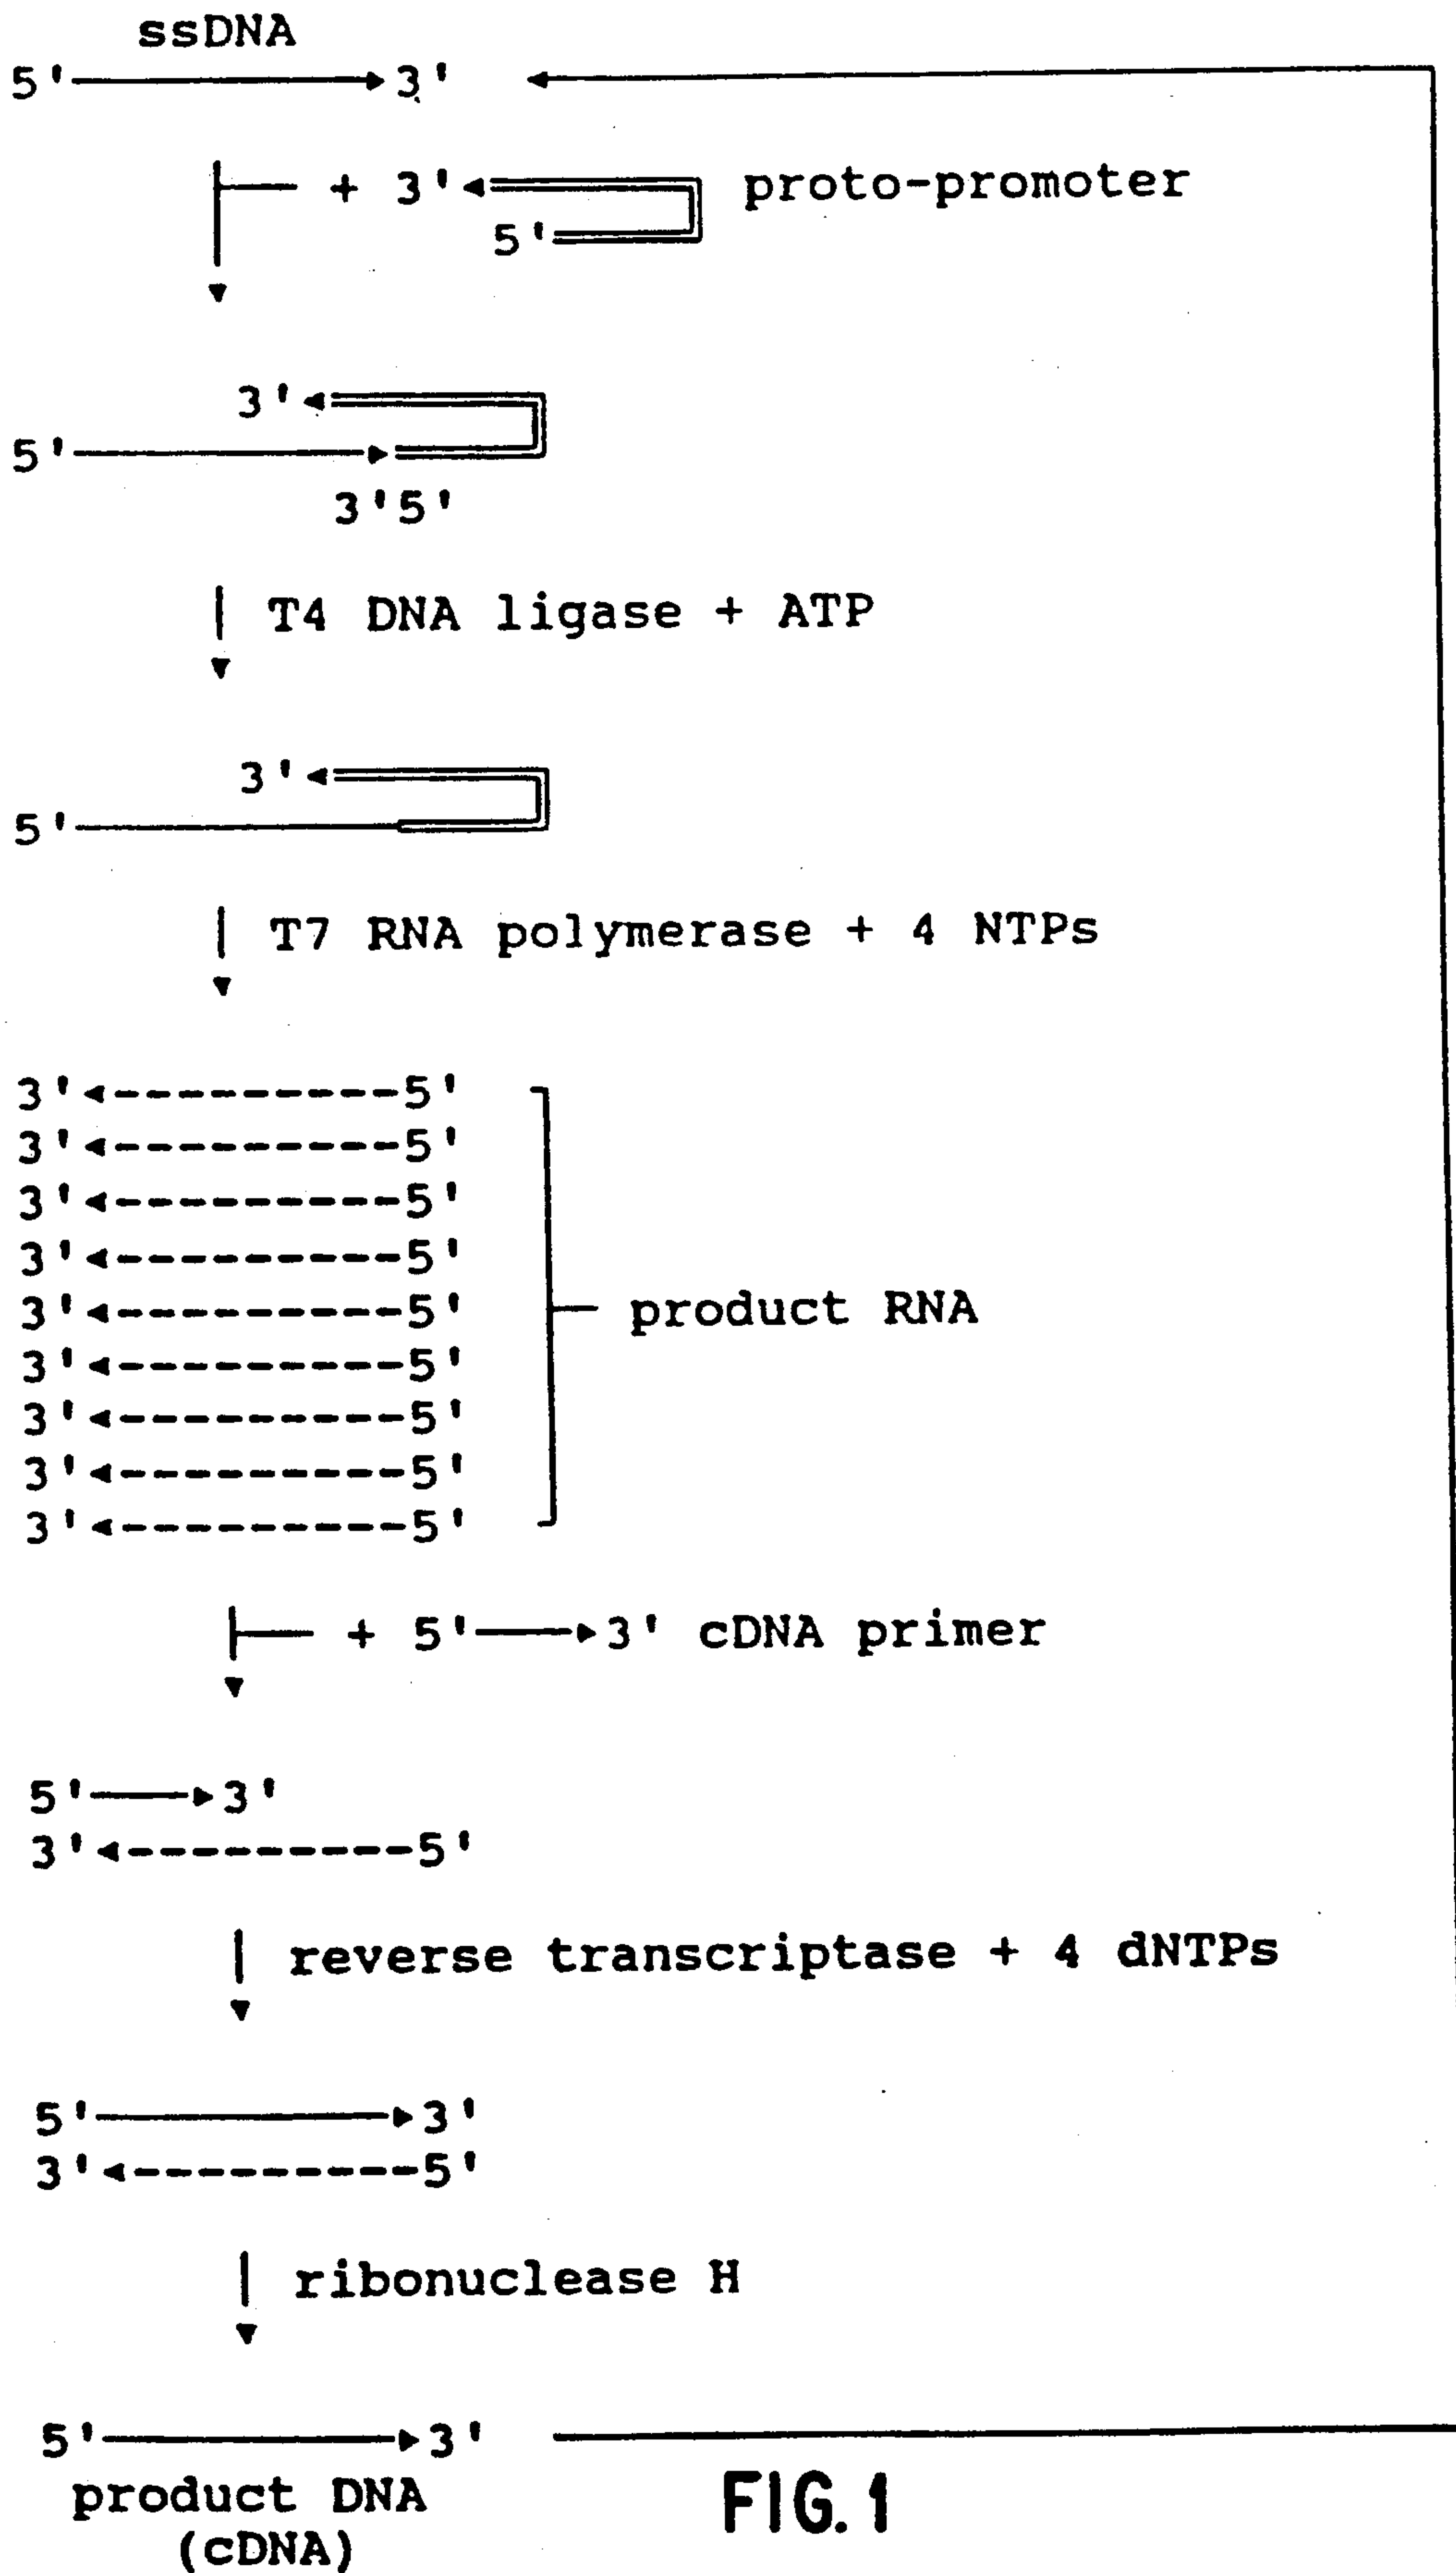 ssDNA
5' 3'
+ 3' proto-promoter
5'
3'
5'
3'5'
T4 DNA ligase + ATP
3'
5'
T7 RNA polymerase + 4 NTPs
3' 5'
3' 5'
3' 5'
3' 5'
3' 5' product RNA
3' 5'
3' 5'
3' 5'
3' 5'
+ 5' 3' cDNA primer
5' 3'
3' 5'
reverse transcriptase + 4 dNTPs
5' 3'
3' 5'
ribonuclease H
5' 3'
product DNA
(cDNA)
FIG. 1